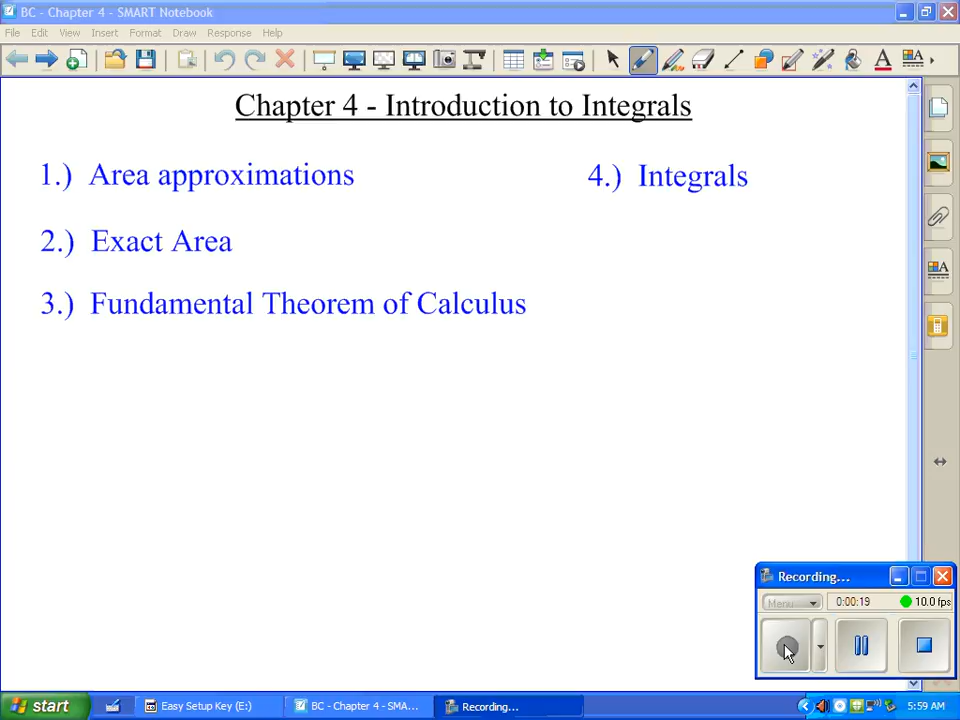 BC - Chapter 4 - SMART Notebook
File Edit View Insert Format Draw Response Help
Chapter 4 - Introduction to Integrals
1.) Area approximations
4.) Integrals
2.) Exact Area
3.) Fundamental Theorem of Calculus
Recording...
Menu 0:00:19 10.0 fps
start Easy Setup Key (E:) BC - Chapter 4 - SMA... Recording... 5:59 AM